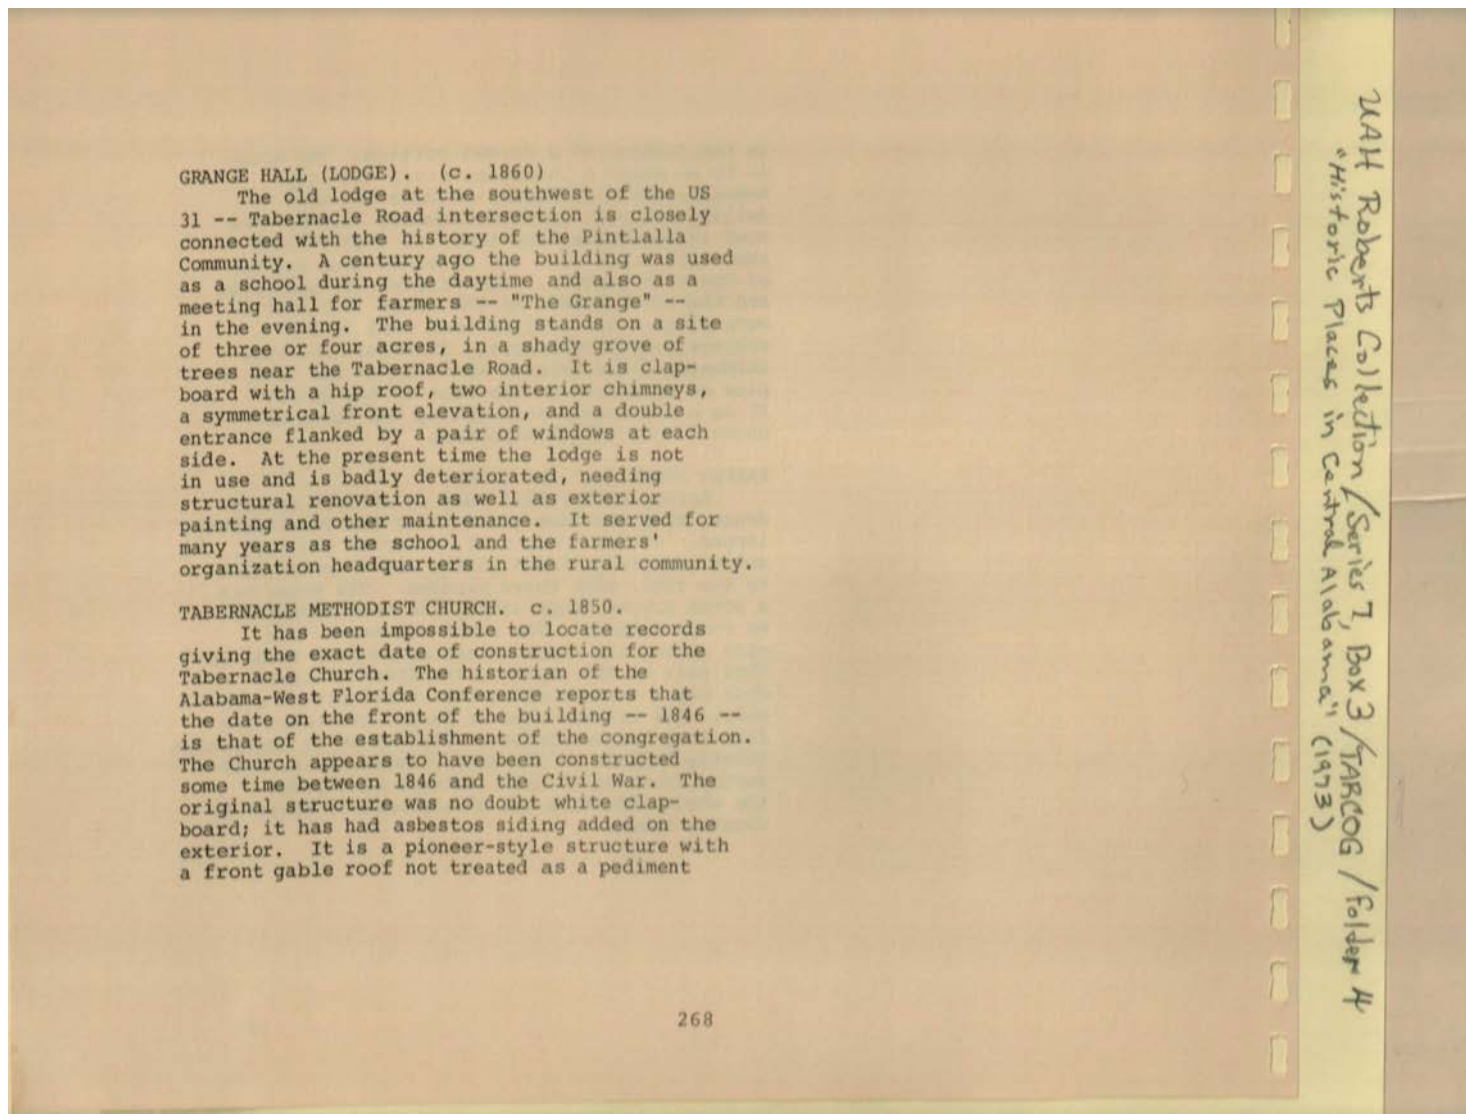 GRANGE HALL (LODGE).  (c. 1860)
The old lodge at the southwest of the US
31 -- Tabernacle Road intersection is closely
connected with the history of the Pintlalla
Community.  A century ago the building was used
as a school during the daytime and also as a
meeting hall for farmers -- "The Grange" --
in the evening.  The building stands on a site
of three or four acres, in a shady grove of
trees near the Tabernacle Road.  It is clap-
board with a hip roof, two interior chimneys,
a symmetrical front elevation, and a double
entrance flanked by a pair of windows at each
side.  At the present time the lodge is not
in use and is badly deteriorated, needing
structural renovation as well as exterior
painting and other maintenance.  It served for
many years as the school and the farmers'
organization headquarters in the rural community.
TABERNACLE METHODIST CHURCH.  c. 1850.
It has been impossible to locate records
giving the exact date of construction for the
Tabernacle Church.  The historian of the
Alabama-West Florida Conference reports that
the date on the front of the building -- 1846 --
is that of the establishment of the congregation.
The Church appears to have been constructed
some time between 1846 and the Civil War.  The
original structure was no doubt white clap-
board; it has had asbestos siding added on the
exterior.  It is a pioneer-style structure with
a front gable roof not treated as a pediment
268
UAH Roberts Collection/Series 7, Box 3/TARCOG/Folder 4
"Historic Places in Central Alabama" (1973)